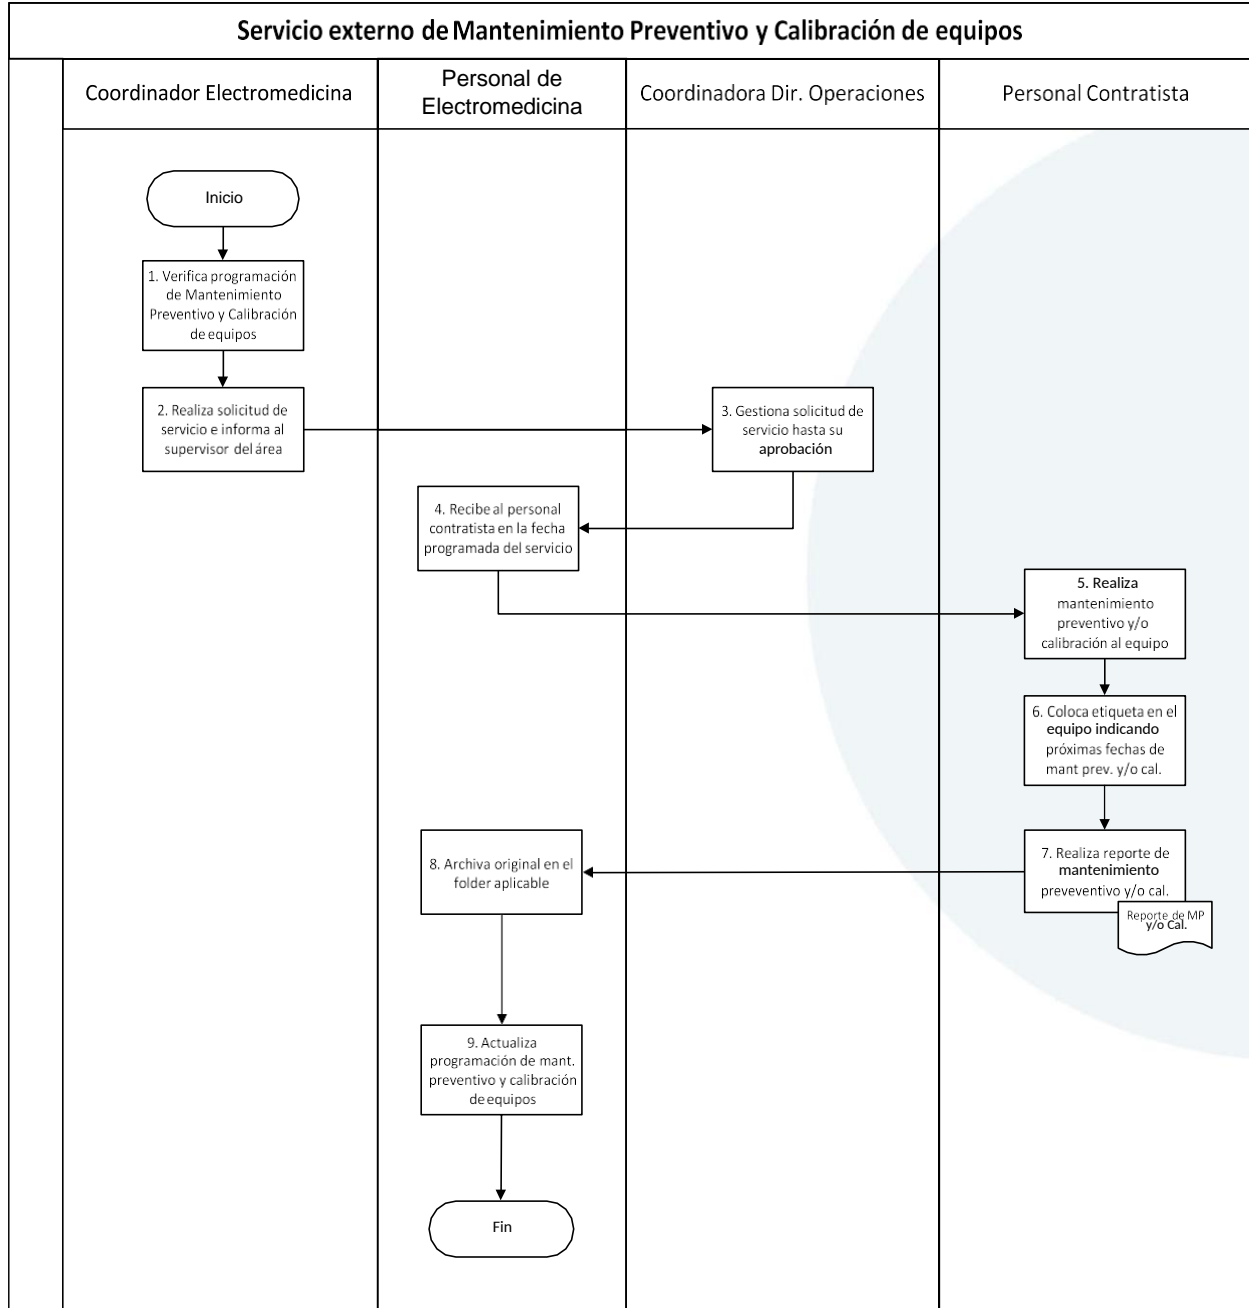 Servicio externo de Mantenimiento Preventivo y Calibración de equipos
Coordinador Electromedicina
Personal de
Electromedicina
Coordinadora Dir. Operaciones
Personal Contratista
Inicio
1. Verifica programación
de Mantenimiento
Preventivo y Calibración
de equipos
2. Realiza solicitud de
servicio e informa al
supervisor del área
3. Gestiona solicitud de
servicio hasta su
aprobación
4. Recibe al personal
contratista en la fecha
programada del servicio
5. Realiza
mantenimiento
preventivo y/o
calibración al equipo
6. Coloca etiqueta en el
equipo indicando
próximas fechas de
mant prev. y/o cal.
7. Realiza reporte de
mantenimiento
preveventivo y/o cal.
Reporte de MP
y/o Cal.
8. Archiva original en el
folder aplicable
9. Actualiza
programación de mant.
preventivo y calibración
de equipos
Fin